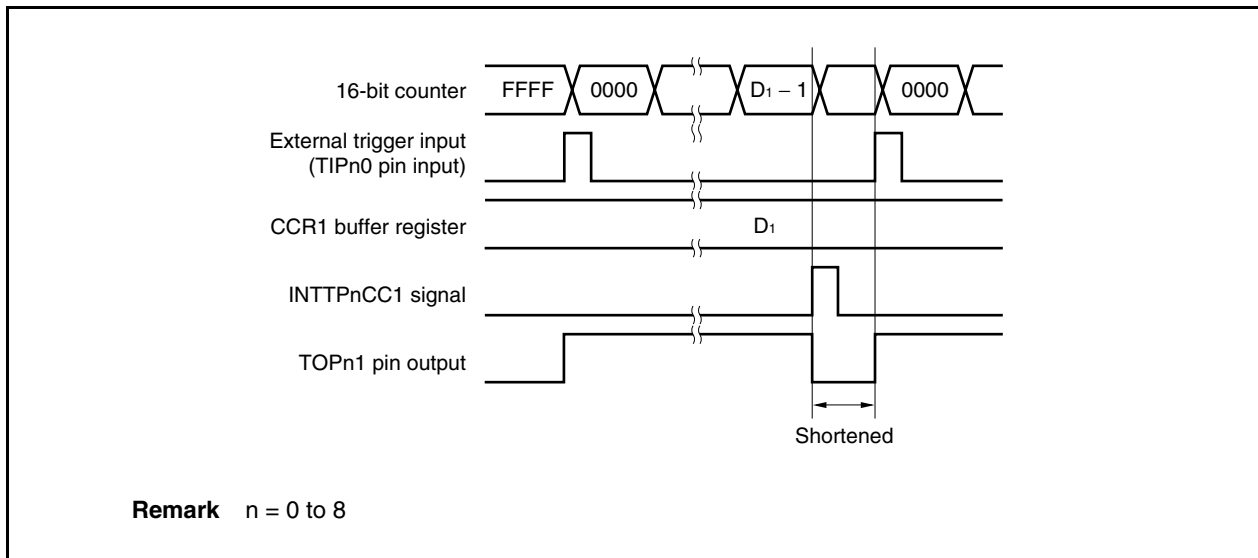 16-bit counter FFFF 0000 D₁ − 1 0000
External trigger input
(TIPn0 pin input)
CCR1 buffer register D₁
INTTPnCC1 signal
TOPn1 pin output
Shortened
Remark n = 0 to 8